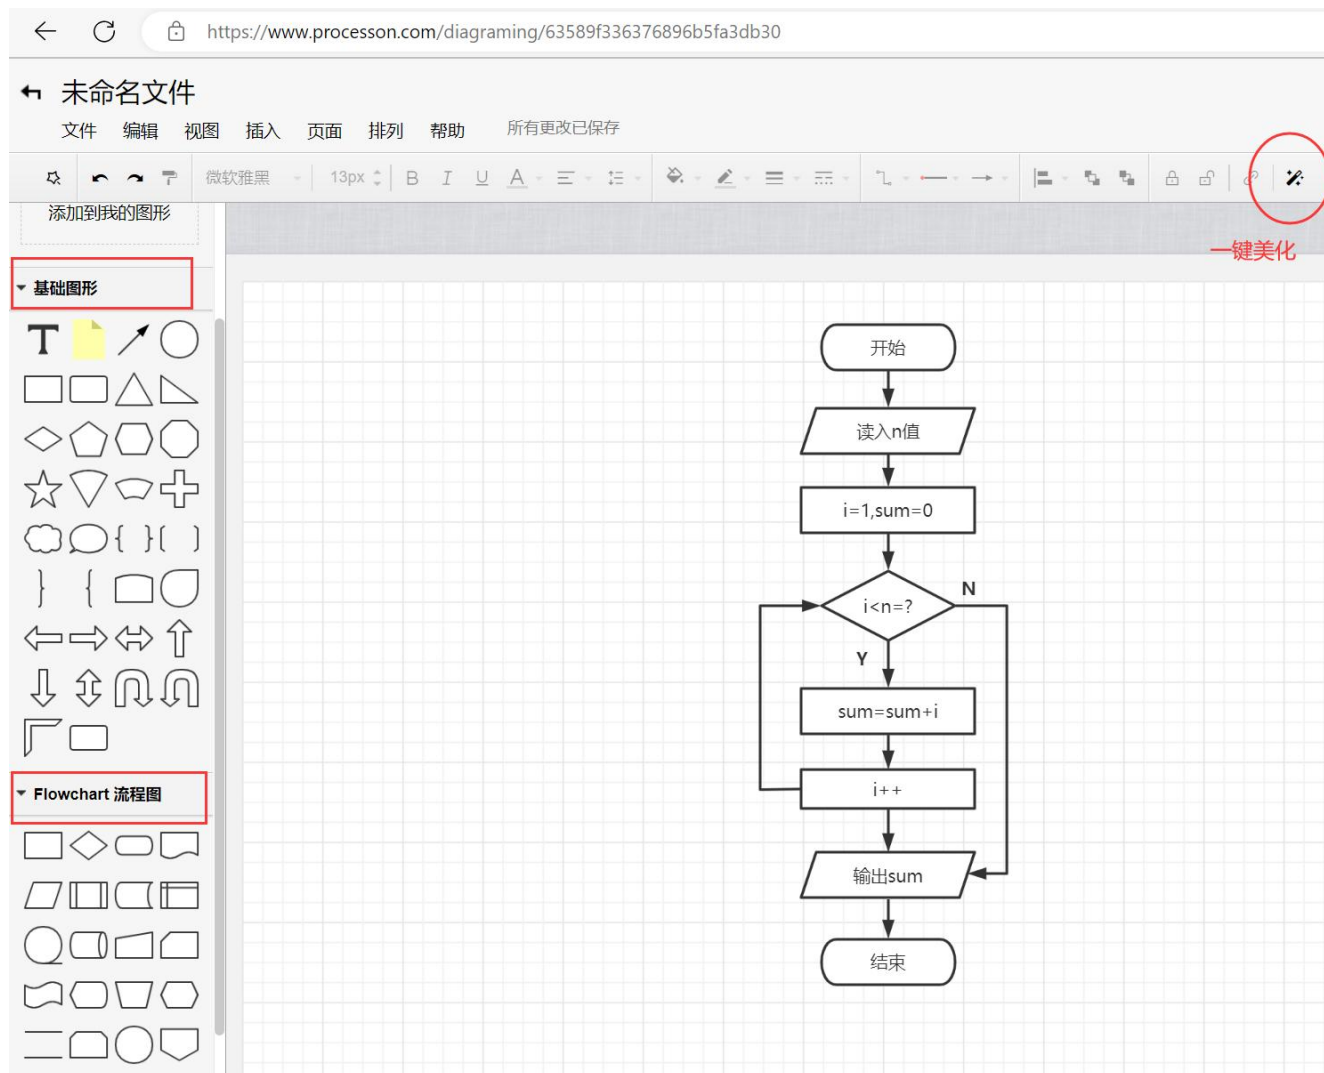 https://www.processon.com/diagraming/63589f336376896b5fa3db30
未命名文件
文件 编辑 视图 插入 页面 排列 帮助 所有更改已保存
微软雅黑 13px B I U A
添加到我的图形
一键美化
基础图形
T
开始
读入n值
i=1,sum=0
i<n=?
N
Y
sum=sum+i
i++
Flowchart 流程图
输出sum
结束